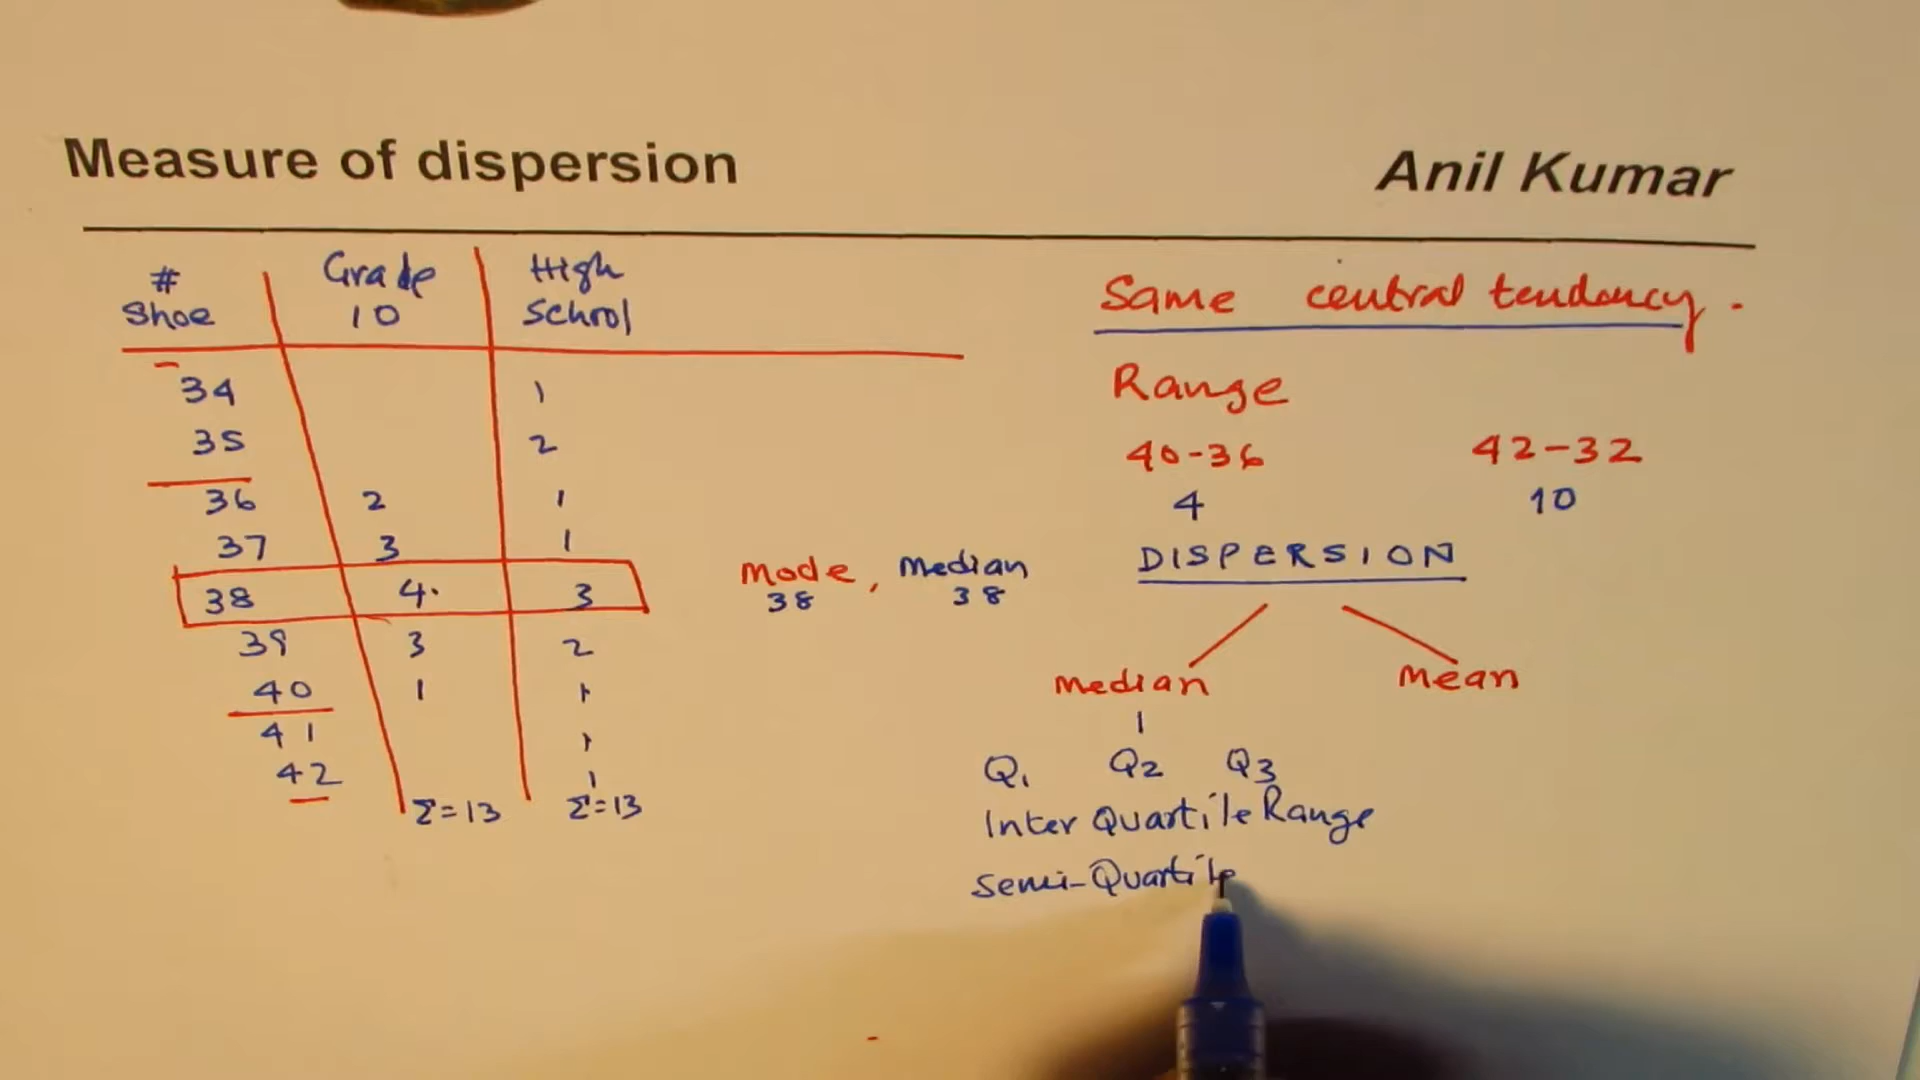 Measure of dispersion
Anil Kumar
# Shoe Grade 10 High School
34 1
35 2
36 2 1
37 3 1
38 4 3
39 3 2
40 1 1
41 1
42 1
Σ=13 Σ=13
Mode, Median
38 38
Same central tendancy.
Range
40-36 42-32
4 10
DISPERSION
Median Mean
Q1 Q2 Q3
Inter Quartile Range
Semi-Quartile